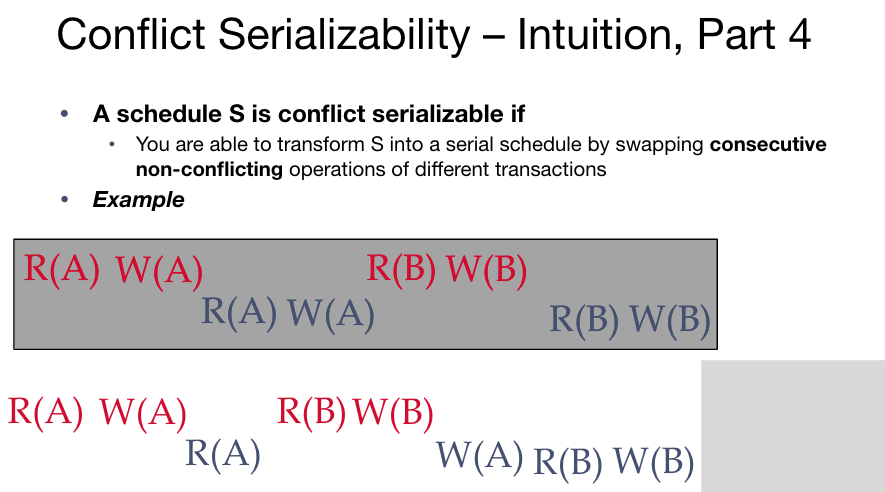 Conflict Serializability – Intuition, Part 4
• A schedule S is conflict serializable if
• You are able to transform S into a serial schedule by swapping consecutive
non-conflicting operations of different transactions
• Example
R(A) W(A) R(B) W(B)
R(A) W(A) R(B) W(B)
R(A) W(A) R(B) W(B)
R(A) W(A) R(B) W(B)